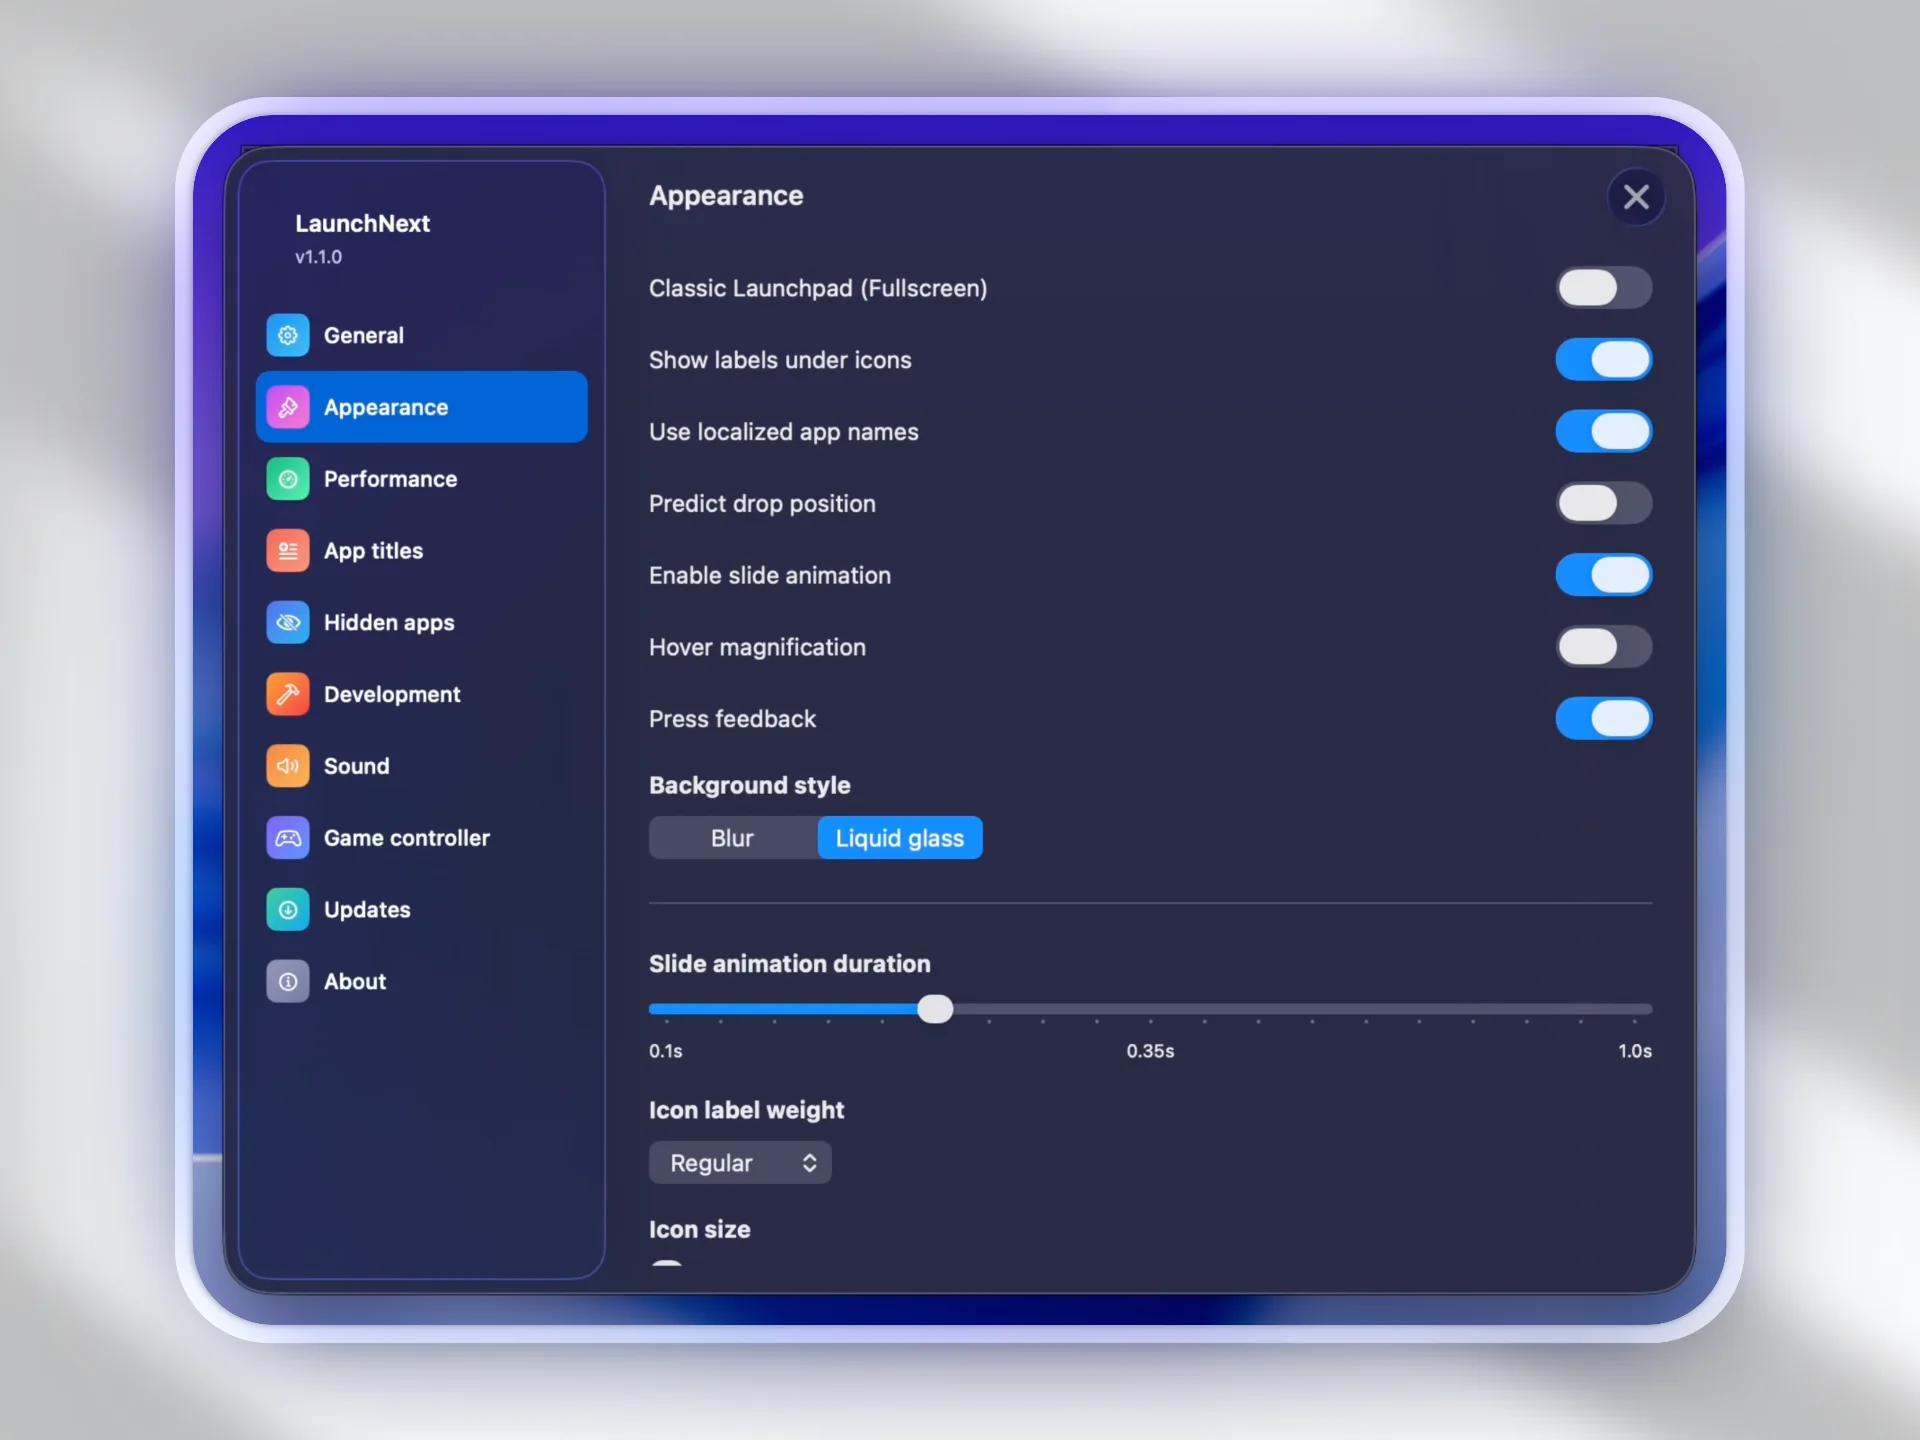 LaunchNext
v1.1.0
General
Appearance
Performance
App titles
Hidden apps
Development
Sound
Game controller
Updates
About
Appearance
Classic Launchpad (Fullscreen)
Show labels under icons
Use localized app names
Predict drop position
Enable slide animation
Hover magnification
Press feedback
Background style
Blur Liquid glass
Slide animation duration
0.1s 0.35s 1.0s
Icon label weight
Regular
Icon size